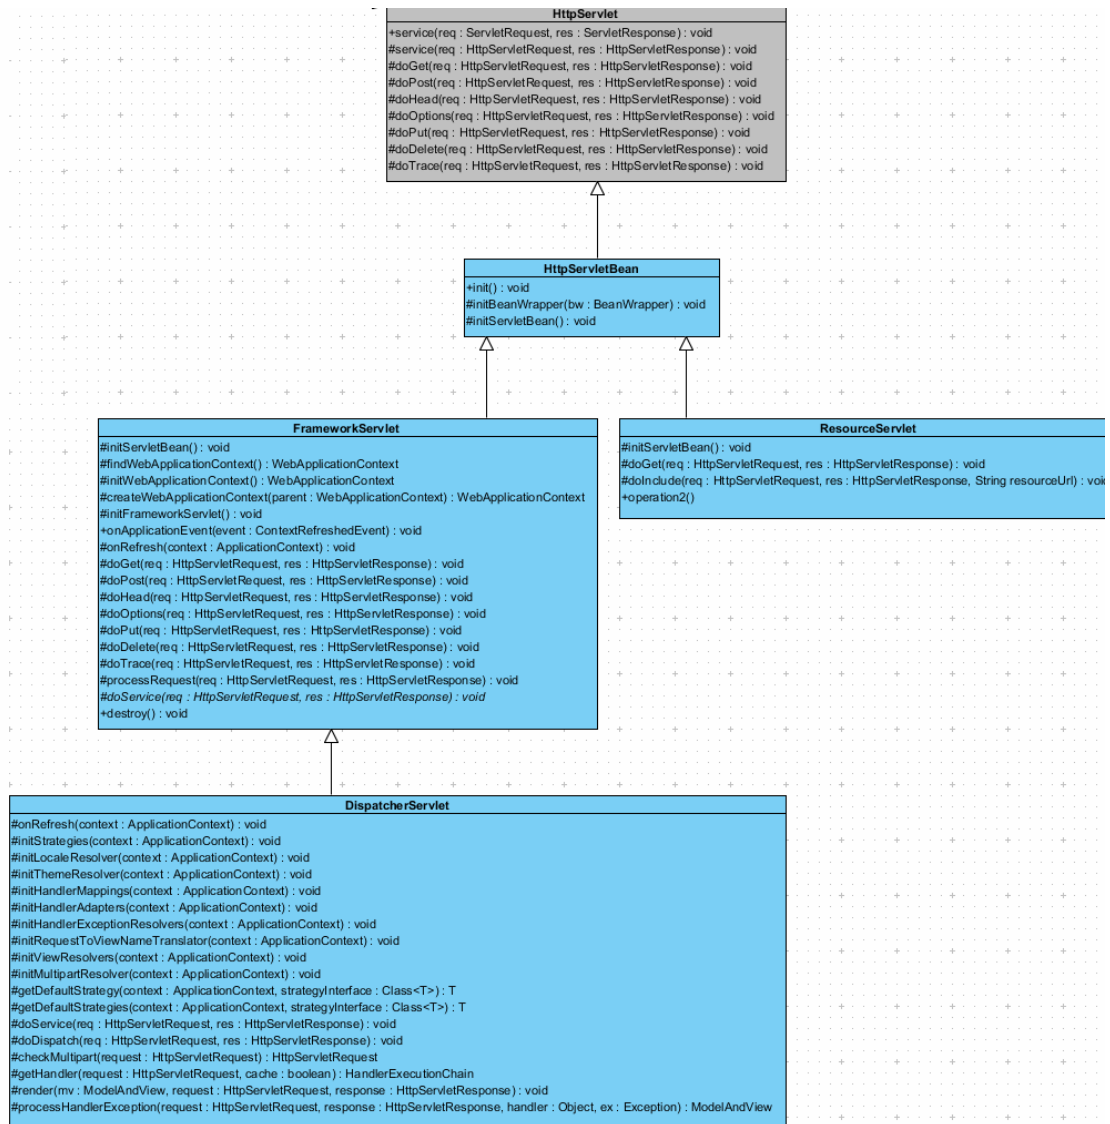 HttpServlet
+service(req : ServletRequest, res : ServletResponse) : void
#service(req : HttpServletRequest, res : HttpServletResponse) : void
#doGet(req : HttpServletRequest, res : HttpServletResponse) : void
#doPost(req : HttpServletRequest, res : HttpServletResponse) : void
#doHead(req : HttpServletRequest, res : HttpServletResponse) : void
#doOptions(req : HttpServletRequest, res : HttpServletResponse) : void
#doPut(req : HttpServletRequest, res : HttpServletResponse) : void
#doDelete(req : HttpServletRequest, res : HttpServletResponse) : void
#doTrace(req : HttpServletRequest, res : HttpServletResponse) : void
HttpServletBean
+init() : void
#initBeanWrapper(bw : BeanWrapper) : void
#initServletBean() : void
FrameworkServlet
#initServletBean() : void
#findWebApplicationContext() : WebApplicationContext
#initWebApplicationContext() : WebApplicationContext
#createWebApplicationContext(parent : WebApplicationContext) : WebApplicationContext
#initFrameworkServlet() : void
+onApplicationEvent(event : ContextRefreshedEvent) : void
#onRefresh(context : ApplicationContext) : void
#doGet(req : HttpServletRequest, res : HttpServletResponse) : void
#doPost(req : HttpServletRequest, res : HttpServletResponse) : void
#doHead(req : HttpServletRequest, res : HttpServletResponse) : void
#doOptions(req : HttpServletRequest, res : HttpServletResponse) : void
#doPut(req : HttpServletRequest, res : HttpServletResponse) : void
#doDelete(req : HttpServletRequest, res : HttpServletResponse) : void
#doTrace(req : HttpServletRequest, res : HttpServletResponse) : void
#processRequest(req : HttpServletRequest, res : HttpServletResponse) : void
#doService(req : HttpServletRequest, res : HttpServletResponse) : void
+destroy() : void
ResourceServlet
#initServletBean() : void
#doGet(req : HttpServletRequest, res : HttpServletResponse) : void
#doInclude(req : HttpServletRequest, res : HttpServletResponse, String resourceUrl) : void
+operation2()
DispatcherServlet
#onRefresh(context : ApplicationContext) : void
#initStrategies(context : ApplicationContext) : void
#initLocaleResolver(context : ApplicationContext) : void
#initThemeResolver(context : ApplicationContext) : void
#initHandlerMappings(context : ApplicationContext) : void
#initHandlerAdapters(context : ApplicationContext) : void
#initHandlerExceptionResolvers(context : ApplicationContext) : void
#initRequestToViewNameTranslator(context : ApplicationContext) : void
#initViewResolvers(context : ApplicationContext) : void
#initMultipartResolver(context : ApplicationContext) : void
#getDefaultStrategy(context : ApplicationContext, strategyInterface : Class<T>) : T
#getDefaultStrategies(context : ApplicationContext, strategyInterface : Class<T>) : T
#doService(req : HttpServletRequest, res : HttpServletResponse) : void
#doDispatch(req : HttpServletRequest, res : HttpServletResponse) : void
#checkMultipart(request : HttpServletRequest) : HttpServletRequest
#getHandler(request : HttpServletRequest, cache : boolean) : HandlerExecutionChain
#render(mv : ModelAndView, request : HttpServletRequest, response : HttpServletResponse) : void
#processHandlerException(request : HttpServletRequest, response : HttpServletResponse, handler : Object, ex : Exception) : ModelAndView